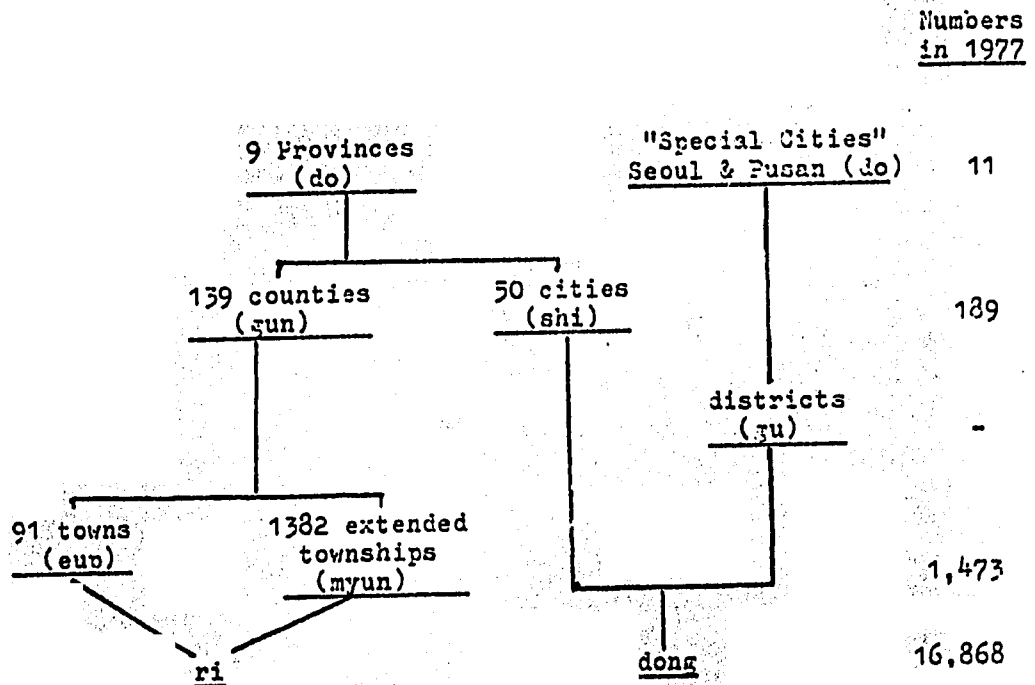 Numbers
in 1977
9 Provinces
(do)
"Special Cities"
Seoul & Pusan (do)
11
139 counties
(gun)
50 cities
(shi)
189
districts
(gu)
-
91 towns
(eup)
1382 extended
townships
(myun)
1,473
ri
dong
16,868